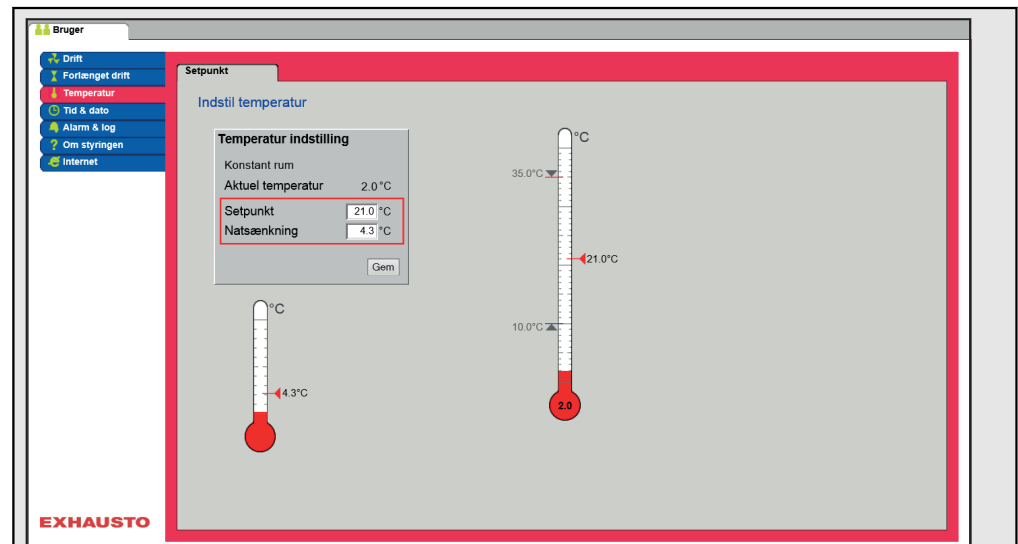 Bruger
Drift
Forlænget drift
Temperatur
Tid & dato
Alarm & log
Om styringen
Internet
Setpunkt
Indstil temperatur
Temperatur indstilling
Konstant rum
Aktuel temperatur 2.0 °C
Setpunkt 21.0 °C
Natsænkning 4.3 °C
Gem
°C
35.0°C
21.0°C
10.0°C
2.0
°C
4.3°C
EXHAUSTO